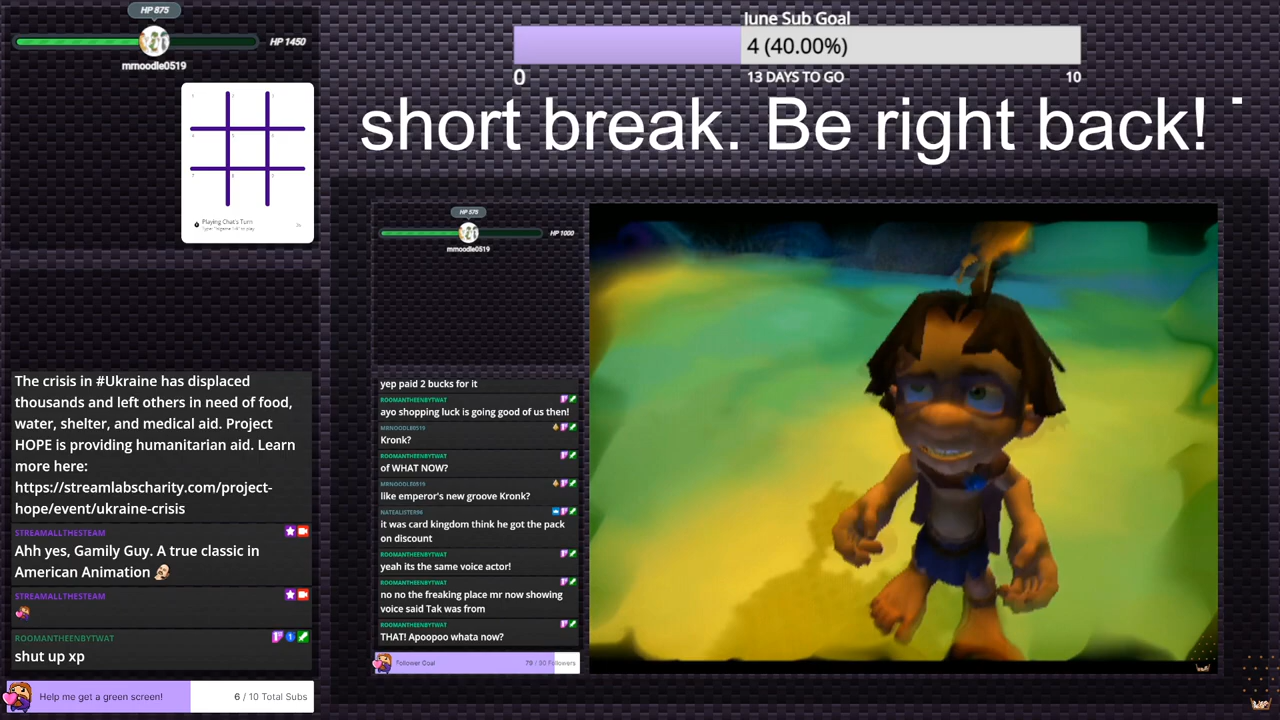 HP 875
HP 1450
mrnoodle0519
June Sub Goal
4 (40.00%)
0
13 DAYS TO GO
10
short break. Be right back!
Playing Chat's Turn
HP 575
HP 1000
mrnoodle0519
yep paid 2 bucks for it
ROOMANTHEENBYTWAT
ayo shopping luck is going good of us then!
MRNOODLE0519
Kronk?
ROOMANTHEENBYTWAT
of WHAT NOW?
MRNOODLE0519
like emperor's new groove Kronk?
NATEALISTER96
it was card kingdom think he got the pack
on discount
ROOMANTHEENBYTWAT
yeah its the same voice actor!
ROOMANTHEENBYTWAT
no no the freaking place mr now showing
voice said Tak was from
ROOMANTHEENBYTWAT
THAT! Apoopoo whata now?
Follower Goal
79 / 80 Followers
The crisis in #Ukraine has displaced
thousands and left others in need of food,
water, shelter, and medical aid. Project
HOPE is providing humanitarian aid. Learn
more here:
https://streamlabscharity.com/project-
hope/event/ukraine-crisis
STREAMALLTHESTEAM
Ahh yes, Gamily Guy. A true classic in
American Animation
STREAMALLTHESTEAM
ROOMANTHEENBYTWAT
1
shut up xp
Help me get a green screen!
6 / 10 Total Subs